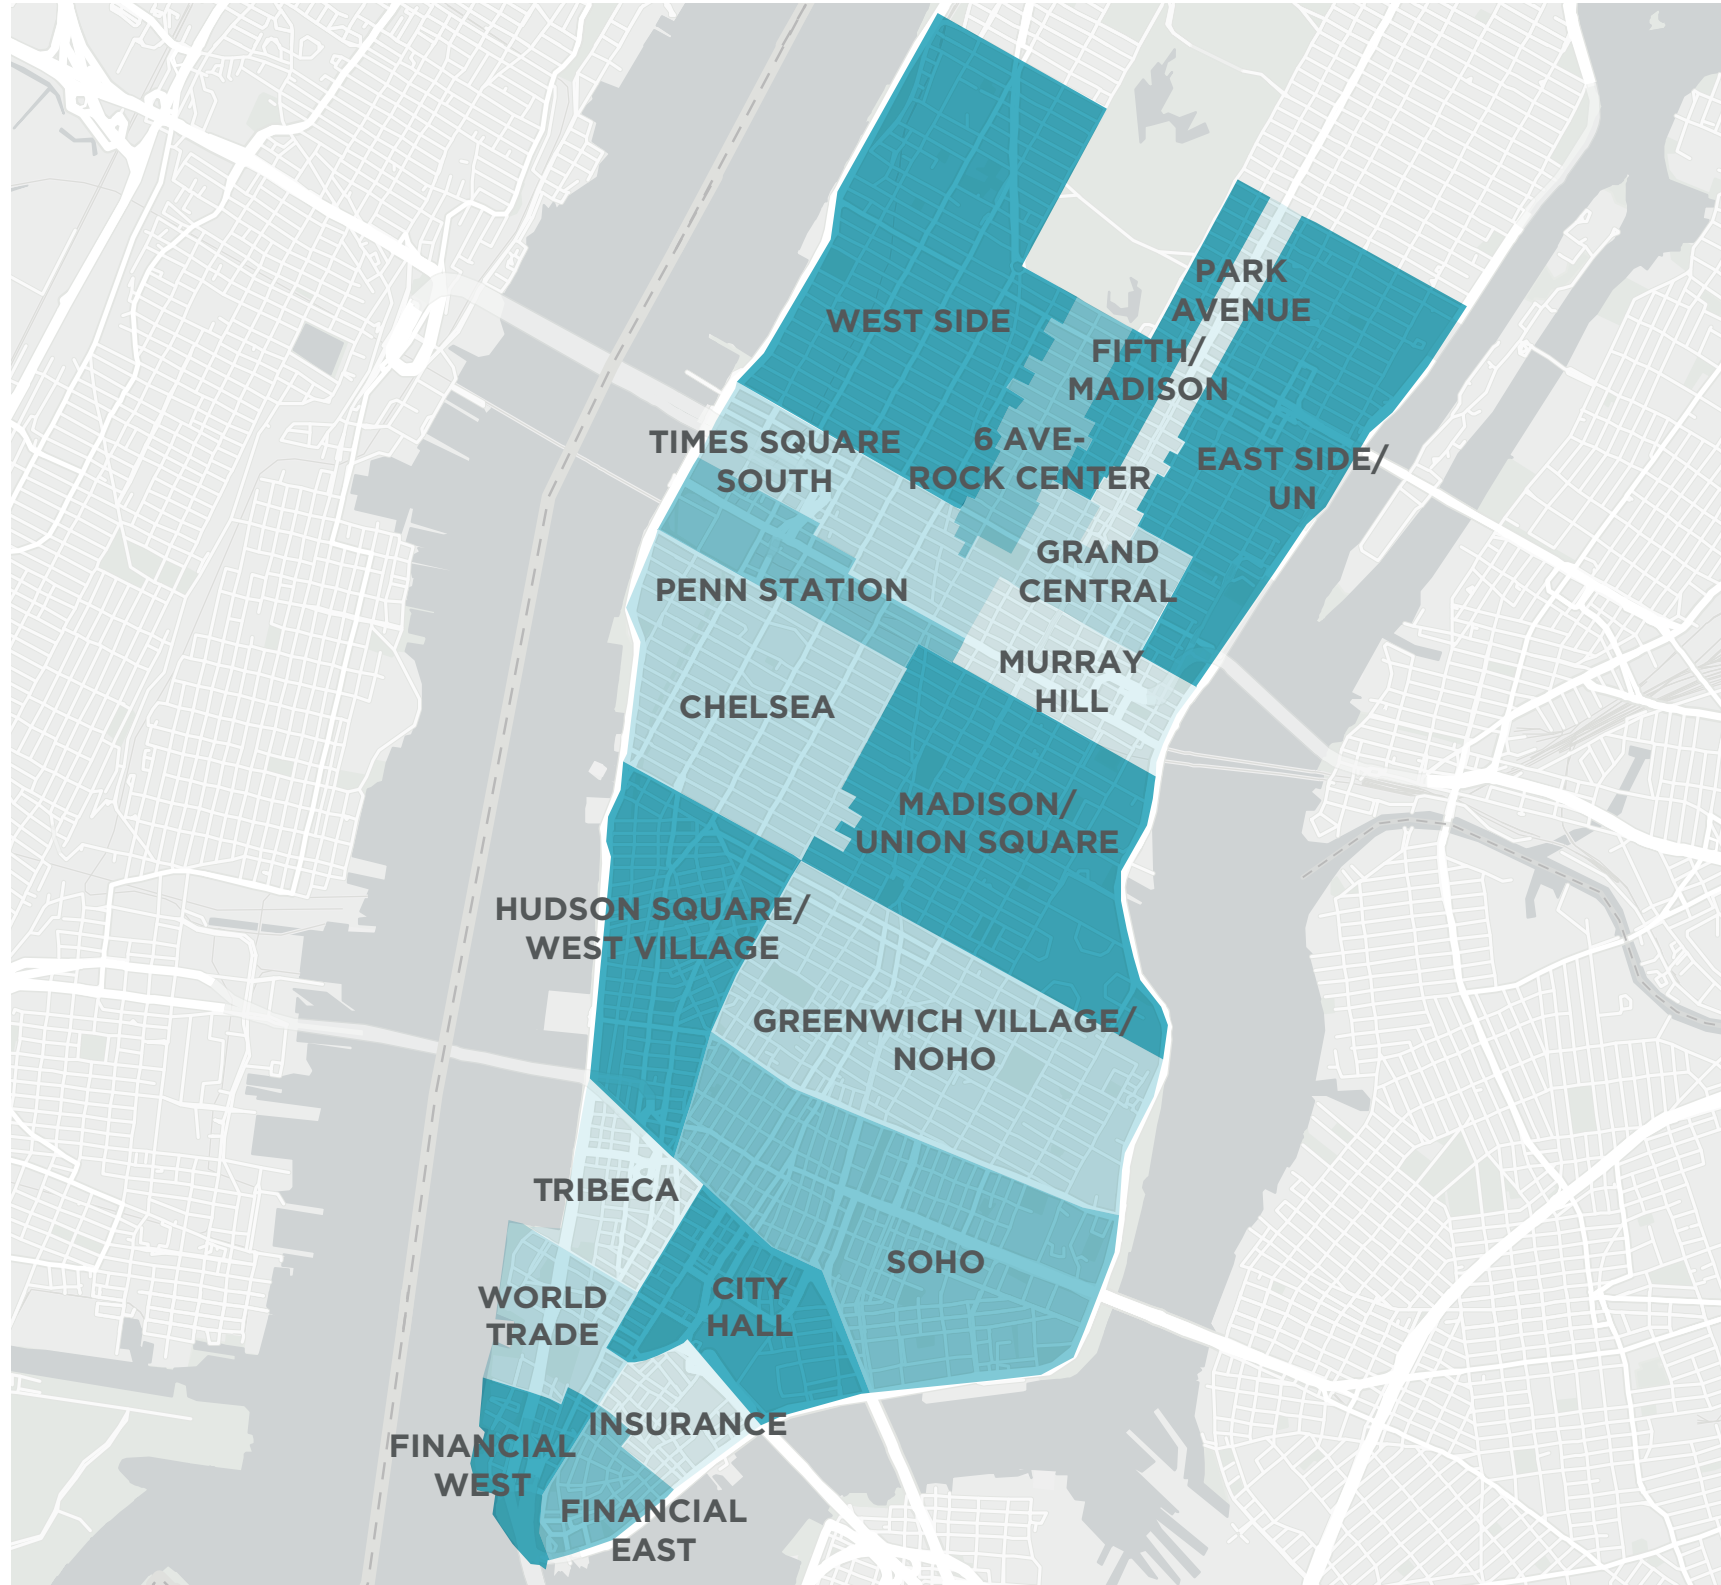 PARK
AVENUE
WEST SIDE
FIFTH/
MADISON
TIMES SQUARE
SOUTH
6 AVE-
ROCK CENTER
EAST SIDE/
UN
GRAND
CENTRAL
PENN STATION
MURRAY
HILL
CHELSEA
MADISON/
UNION SQUARE
HUDSON SQUARE/
WEST VILLAGE
GREENWICH VILLAGE/
NOHO
TRIBECA
SOHO
CITY
HALL
WORLD
TRADE
INSURANCE
FINANCIAL
WEST
FINANCIAL
EAST